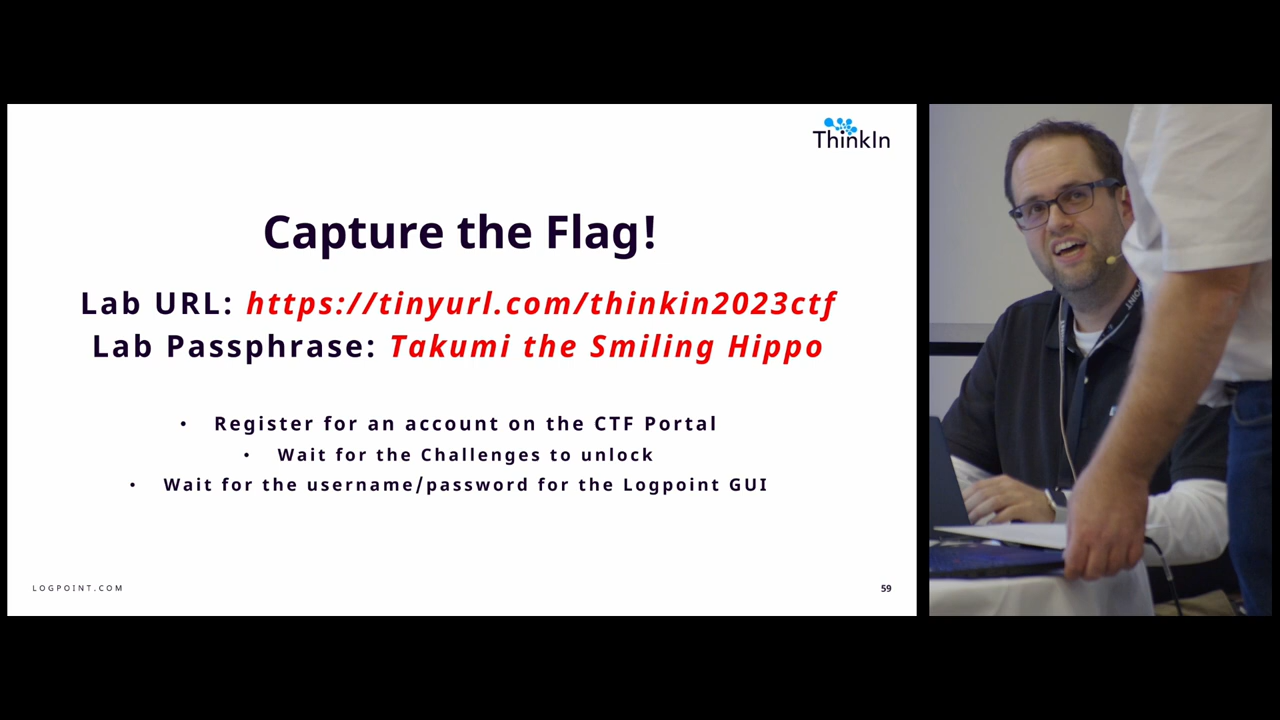 ThinkIn
Capture the Flag!
Lab URL: https://tinyurl.com/thinkin2023ctf
Lab Passphrase: Takumi the Smiling Hippo
• Register for an account on the CTF Portal
• Wait for the Challenges to unlock
• Wait for the username/password for the Logpoint GUI
LOGPOINT.COM
59